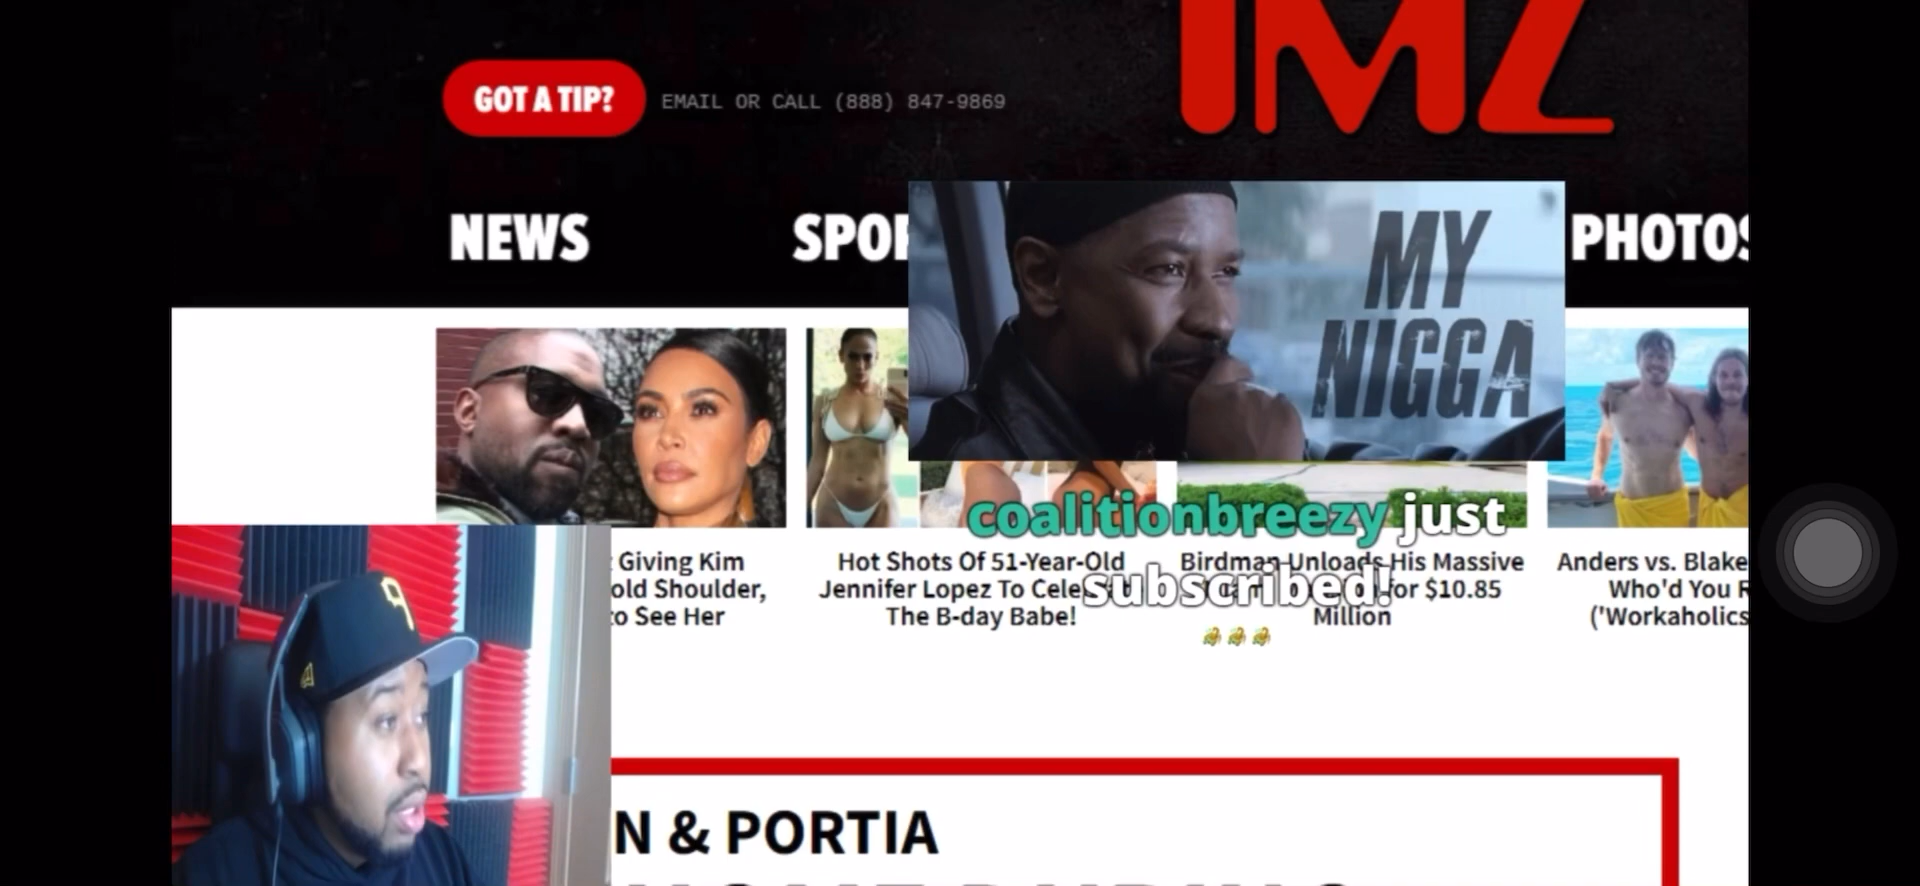 TMZ
GOT A TIP?
EMAIL OR CALL (888) 847-9869
NEWS
PHOTOS
MY
NIGGA
coalitionbreezy just
subscribed!
Giving Kim
old Shoulder,
to See Her
Hot Shots Of 51-Year-Old
Jennifer Lopez To
The B-day Babe!
Birdman Unloads His Massive
for $10.85
Million
Anders vs. Blake
Who'd You
('Workaholics
N & PORTIA